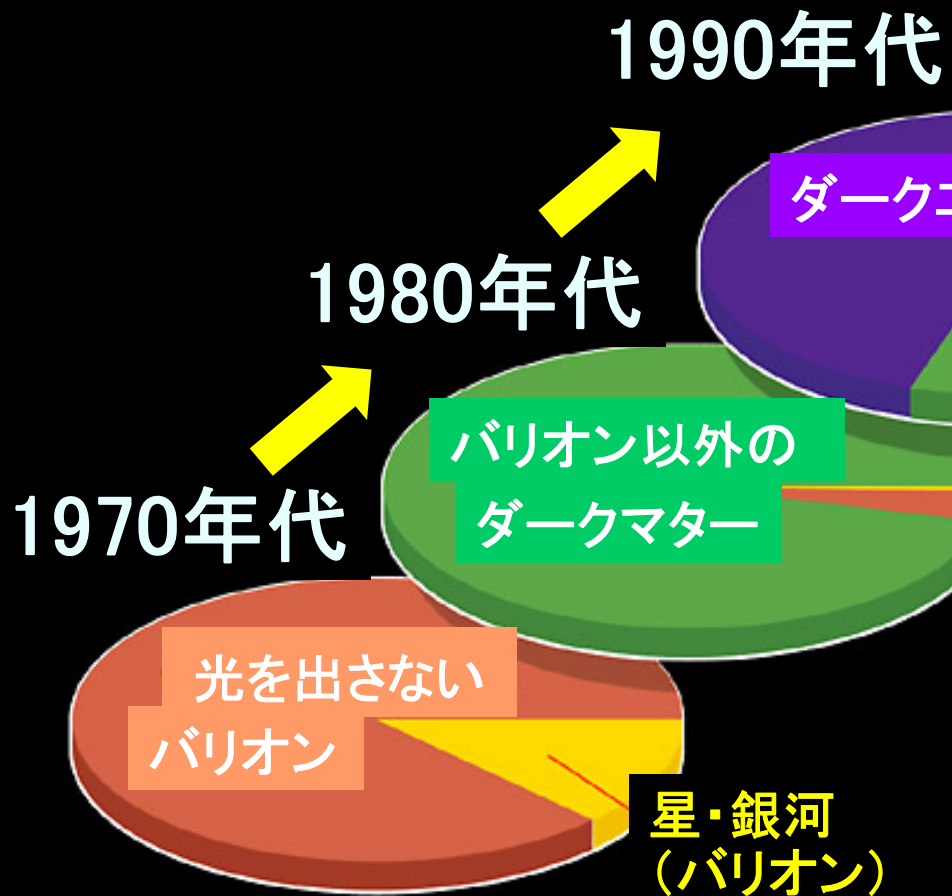 1990年代
ダーク
1980年代
バリオン以外の
ダークマター
1970年代
光を出さない
バリオン
星・銀河
（バリオン）